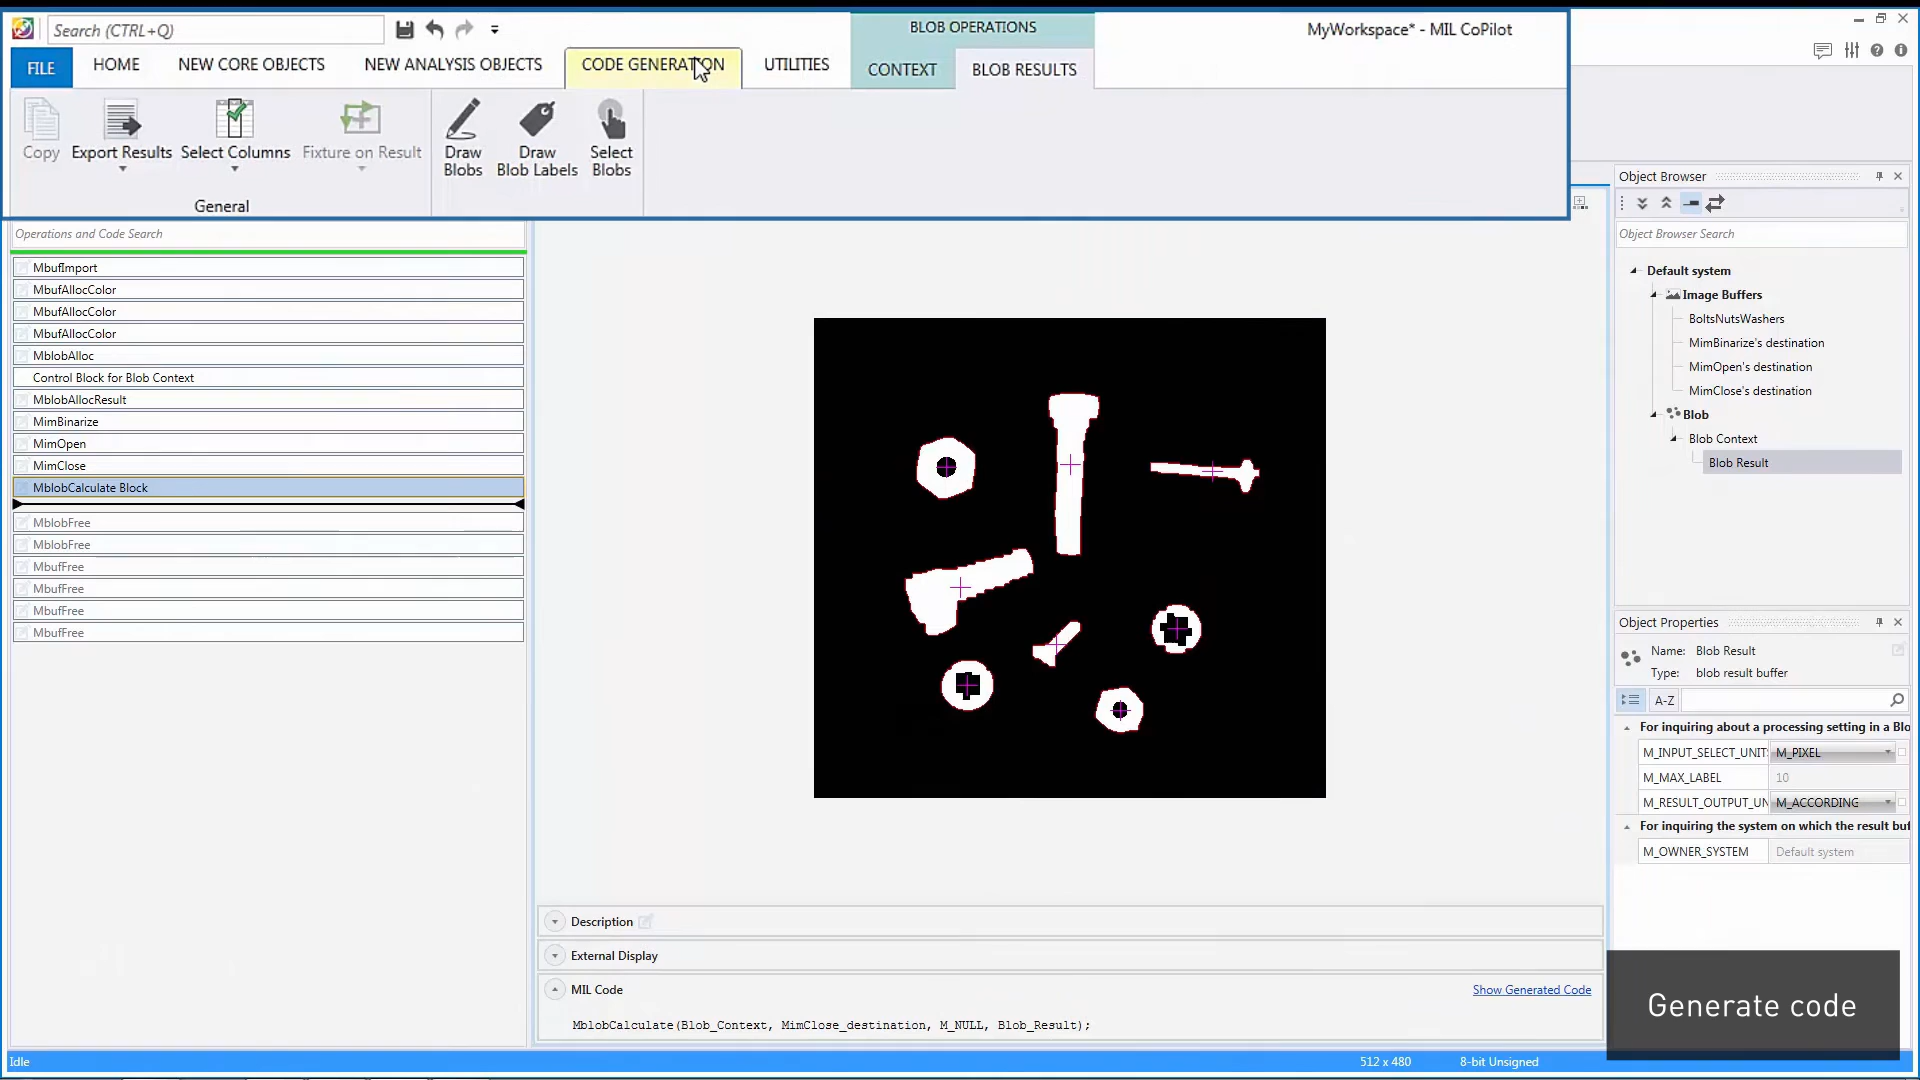 Search (CTRL+Q)
BLOB OPERATIONS
MyWorkspace* - MIL CoPilot
FILE
HOME
NEW CORE OBJECTS
NEW ANALYSIS OBJECTS
CODE GENERATION
UTILITIES
CONTEXT
BLOB RESULTS
Copy
Export Results
Select Columns
Fixture on Result
Draw
Blobs
Draw
Blob Labels
Select
Blobs
General
Operations and Code Search
MbufImport
MbufAllocColor
MbufAllocColor
MbufAllocColor
MblobAlloc
Control Block for Blob Context
MblobAllocResult
MimBinarize
MimOpen
MimClose
MblobCalculate Block
MblobFree
MblobFree
MbufFree
MbufFree
MbufFree
MbufFree
Description
External Display
MIL Code
Show Generated Code
MblobCalculate(Blob_Context, MimClose_destination, M_NULL, Blob_Result);
Object Browser
Object Browser Search
Default system
Image Buffers
BoltsNutsWashers
MimBinarize's destination
MimOpen's destination
MimClose's destination
Blob
Blob Context
Blob Result
Object Properties
Name: Blob Result
Type: blob result buffer
A-Z
For inquiring about a processing setting in a Blo
M_INPUT_SELECT_UNIT: M_PIXEL
M_MAX_LABEL 10
M_RESULT_OUTPUT_UN M_ACCORDING
For inquiring the system on which the result buf
M_OWNER_SYSTEM Default system
Generate code
Idle
512 x 480
8-bit Unsigned